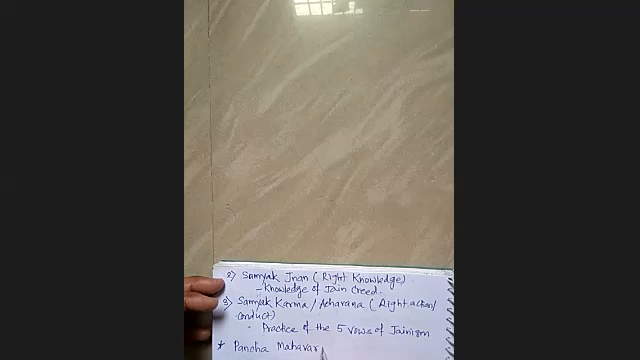 2) Samyak Jnan (Right Knowledge)
- Knowledge of Jain Creed.
3) Samyak Karma / Acharana (Right action/
conduct)
- Practice of the 5 vows of Jainism
* Pancha Mahavar